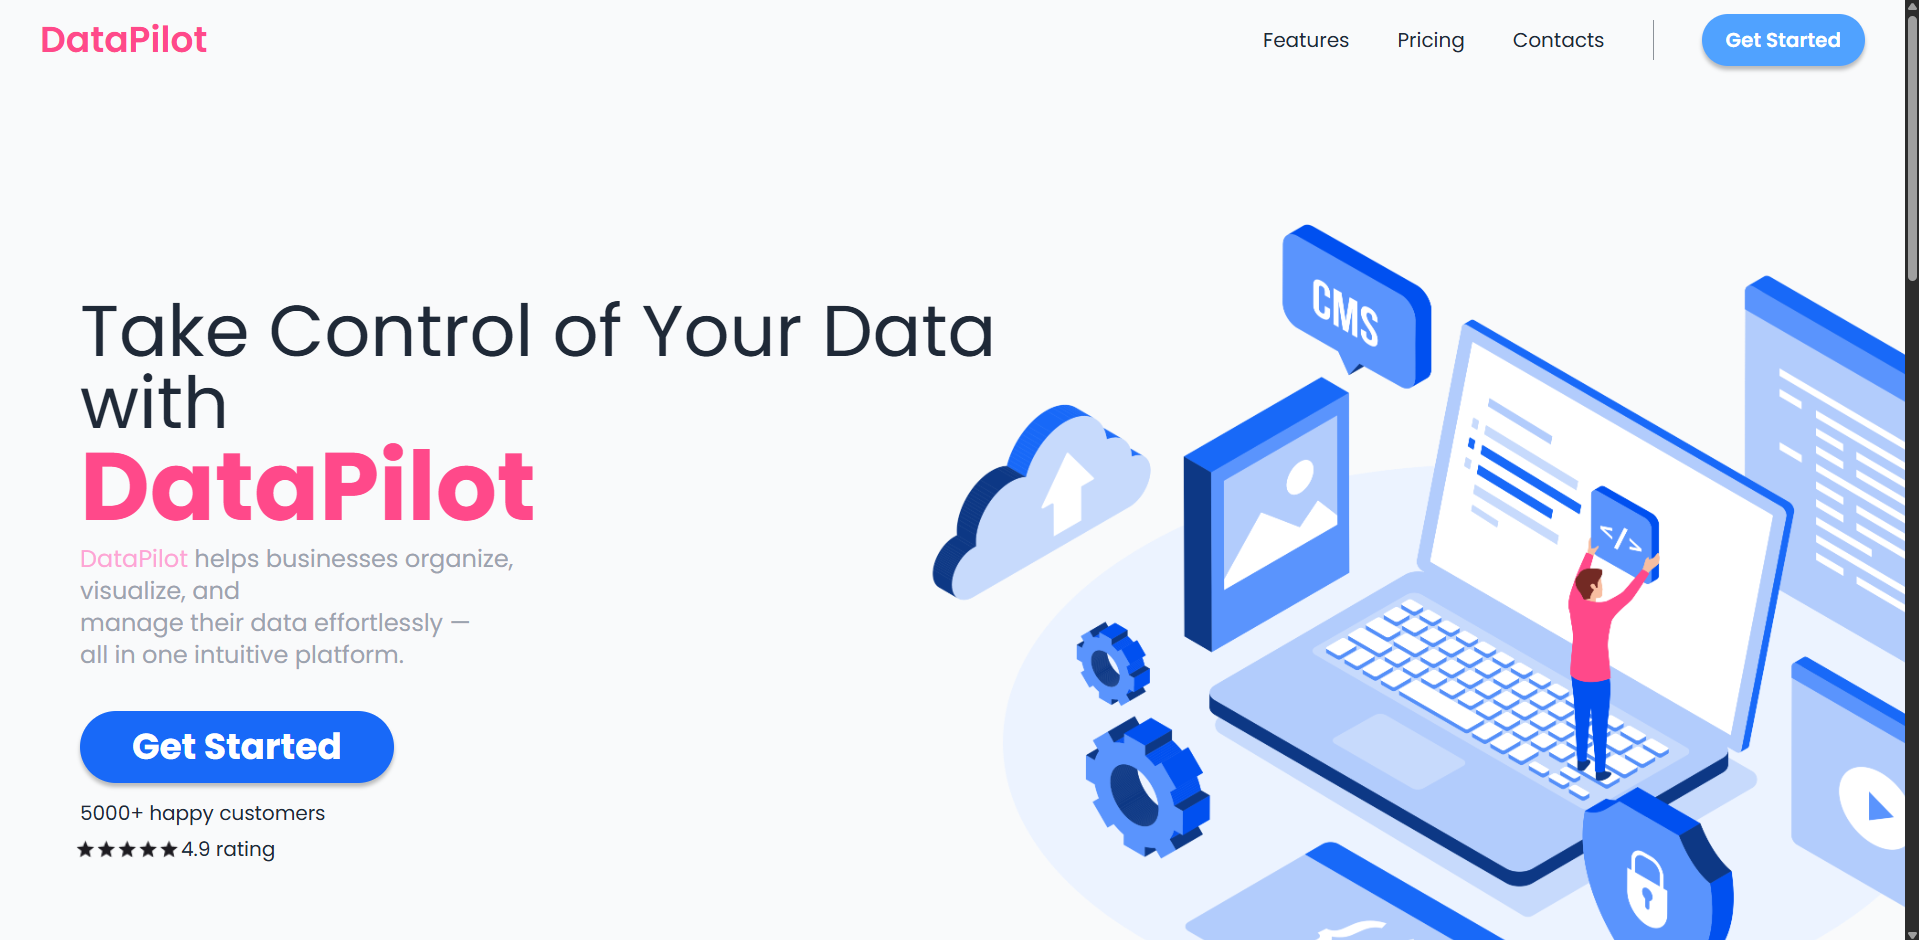 DataPilot
Features
Pricing
Contacts
Get Started
Take Control of Your Data
with
DataPilot
DataPilot helps businesses organize,
visualize, and
manage their data effortlessly —
all in one intuitive platform.
Get Started
5000+ happy customers
★★★★★ 4.9 rating
CMS
</>